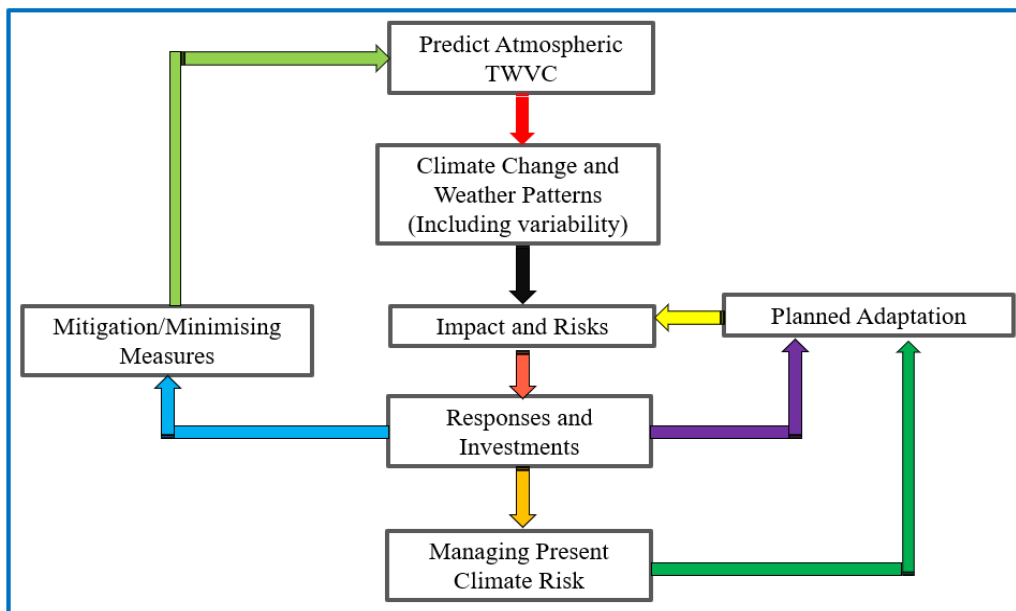 Predict Atmospheric
TWVC
Climate Change and
Weather Patterns
(Including variability)
Mitigation/Minimising
Measures
Impact and Risks
Planned Adaptation
Responses and
Investments
Managing Present
Climate Risk